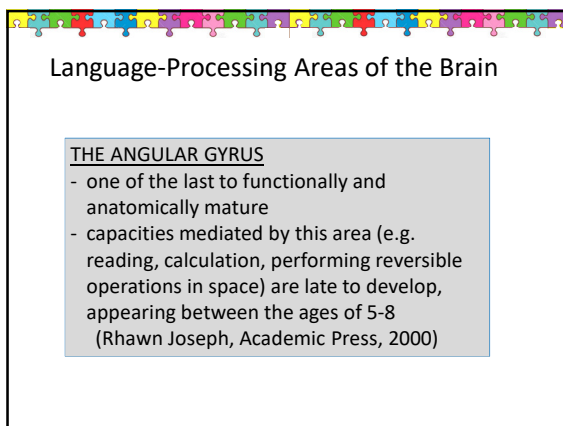 Language-Processing Areas of the Brain
THE ANGULAR GYRUS
- one of the last to functionally and
anatomically mature
- capacities mediated by this area (e.g.
reading, calculation, performing reversible
operations in space) are late to develop,
appearing between the ages of 5-8
(Rhawn Joseph, Academic Press, 2000)